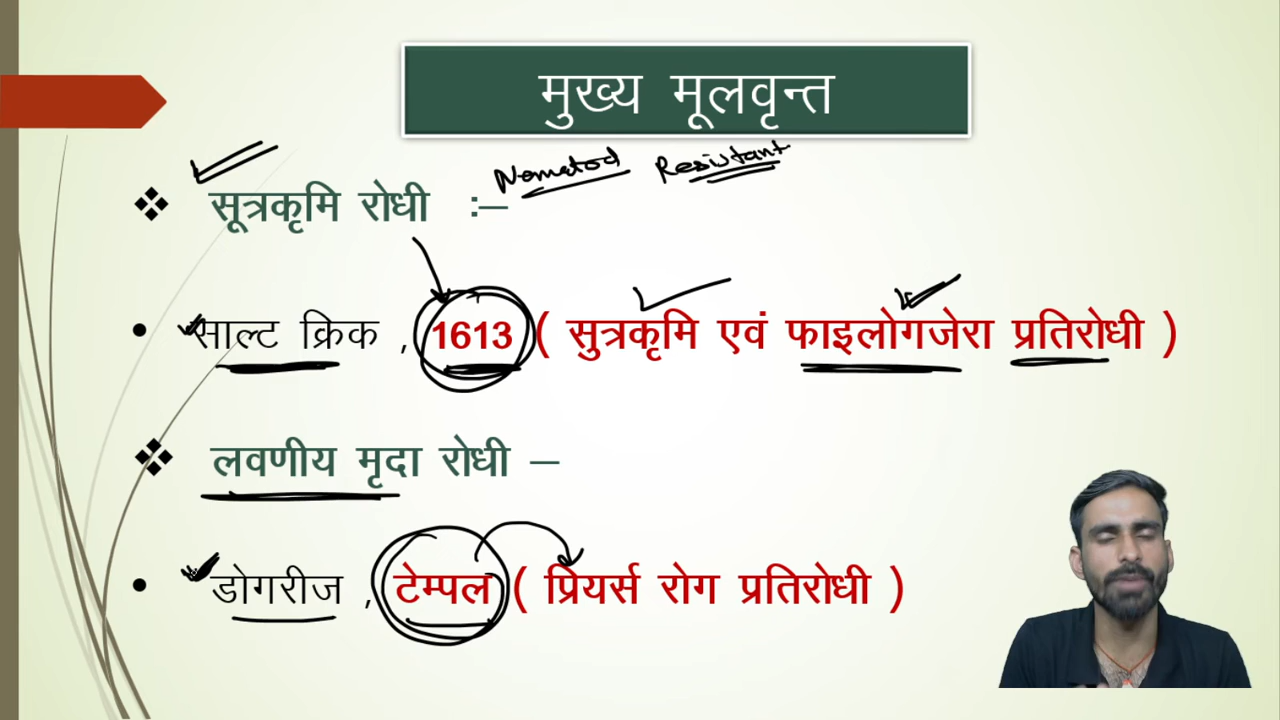 मुख्य मूलवृन्त
Nematod Resistant
सूत्रकृमि रोधी :–
साल्ट क्रिक , 1613 ( सुत्रकृमि एवं फाइलोगजेरा प्रतिरोधी )
लवणीय मृदा रोधी –
डोगरीज , टेम्पल ( प्रियर्स रोग प्रतिरोधी )